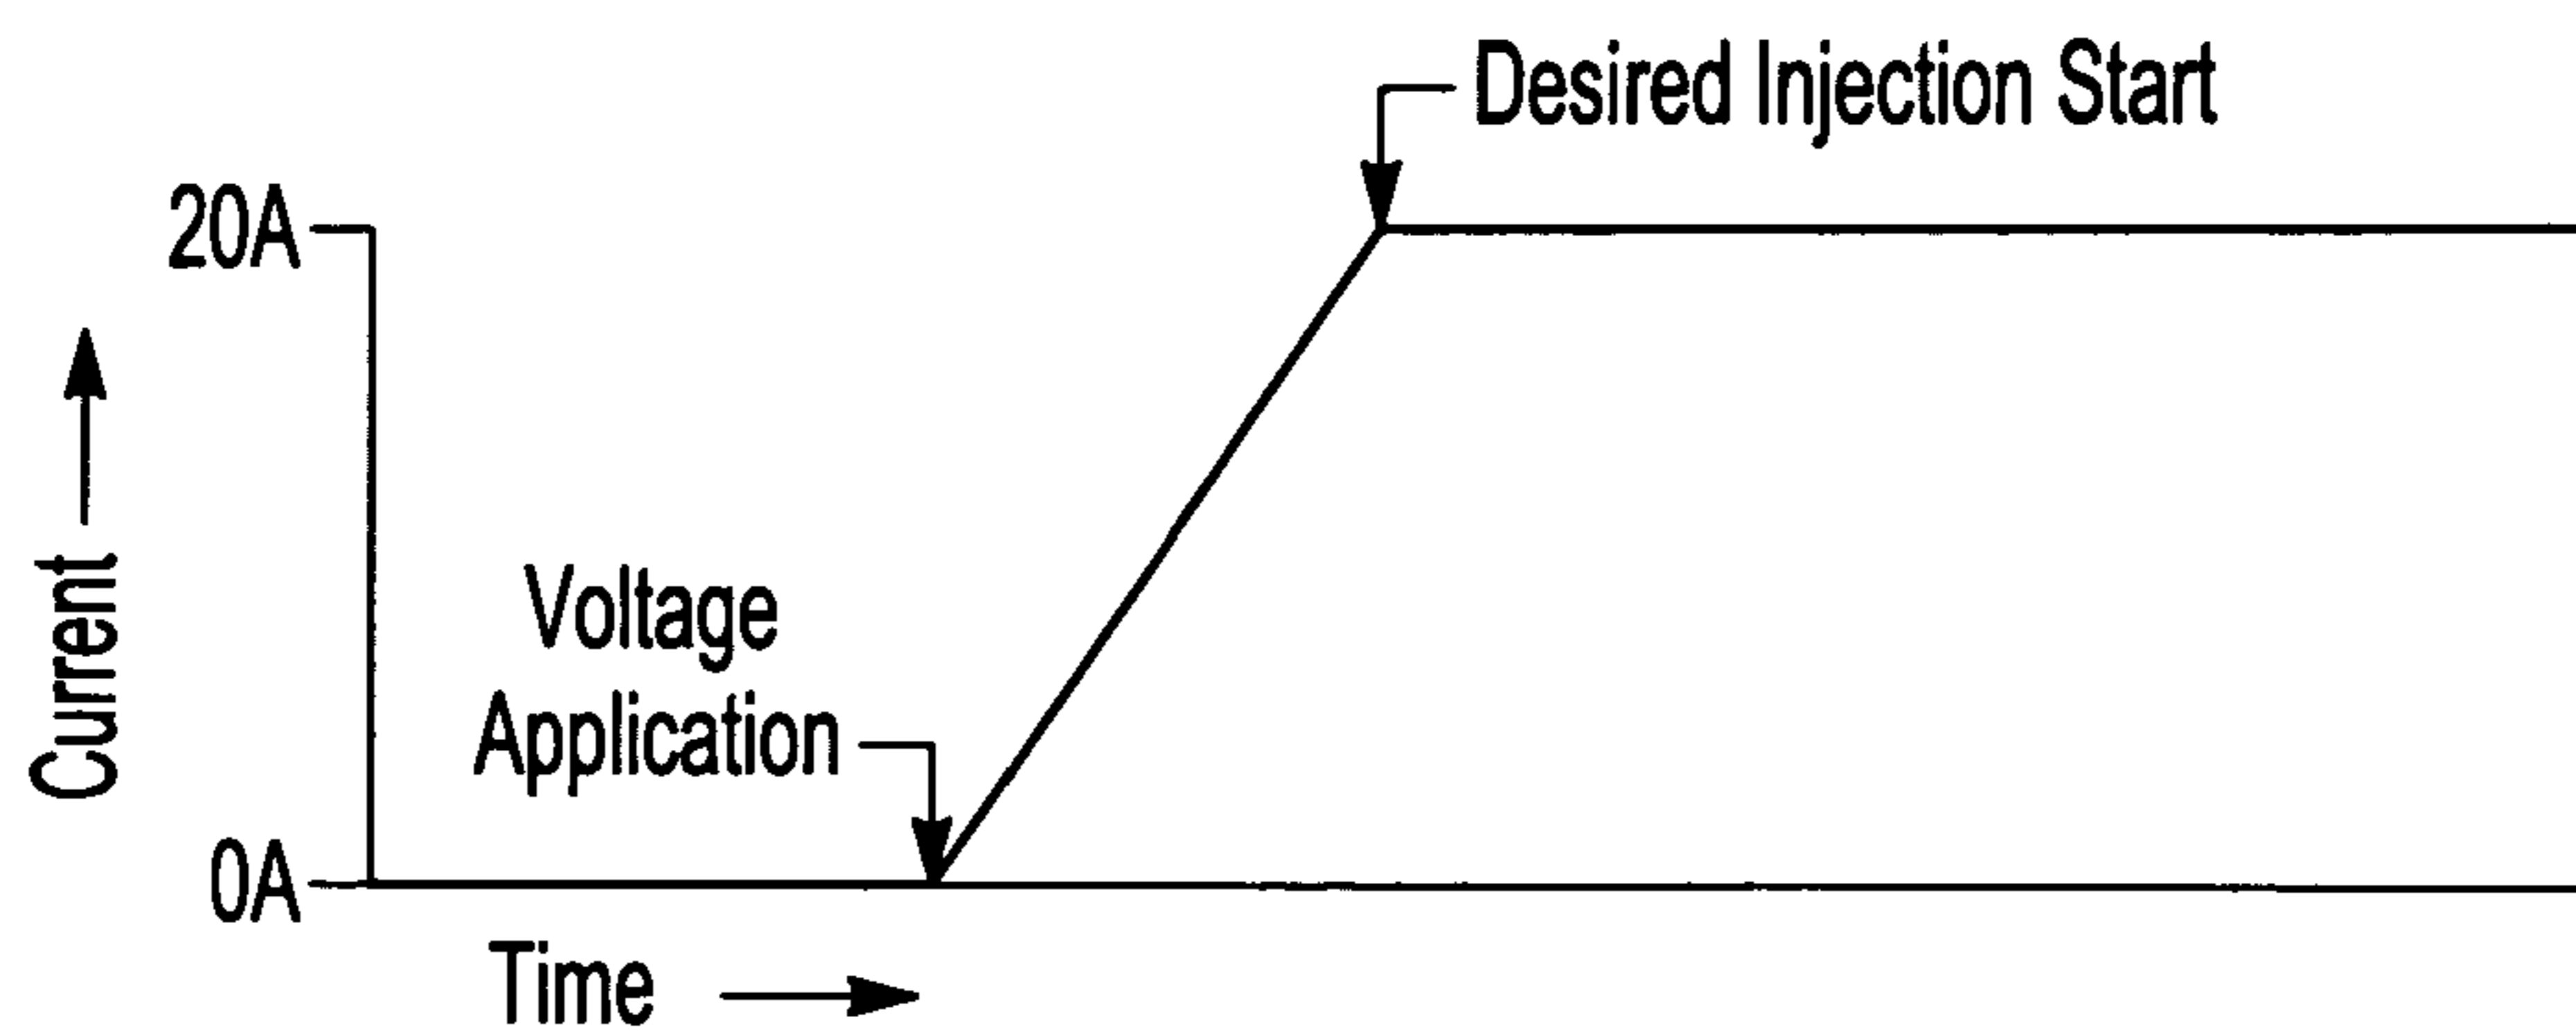 Desired Injection Start
20A
Current
Voltage
Application
0A
Time